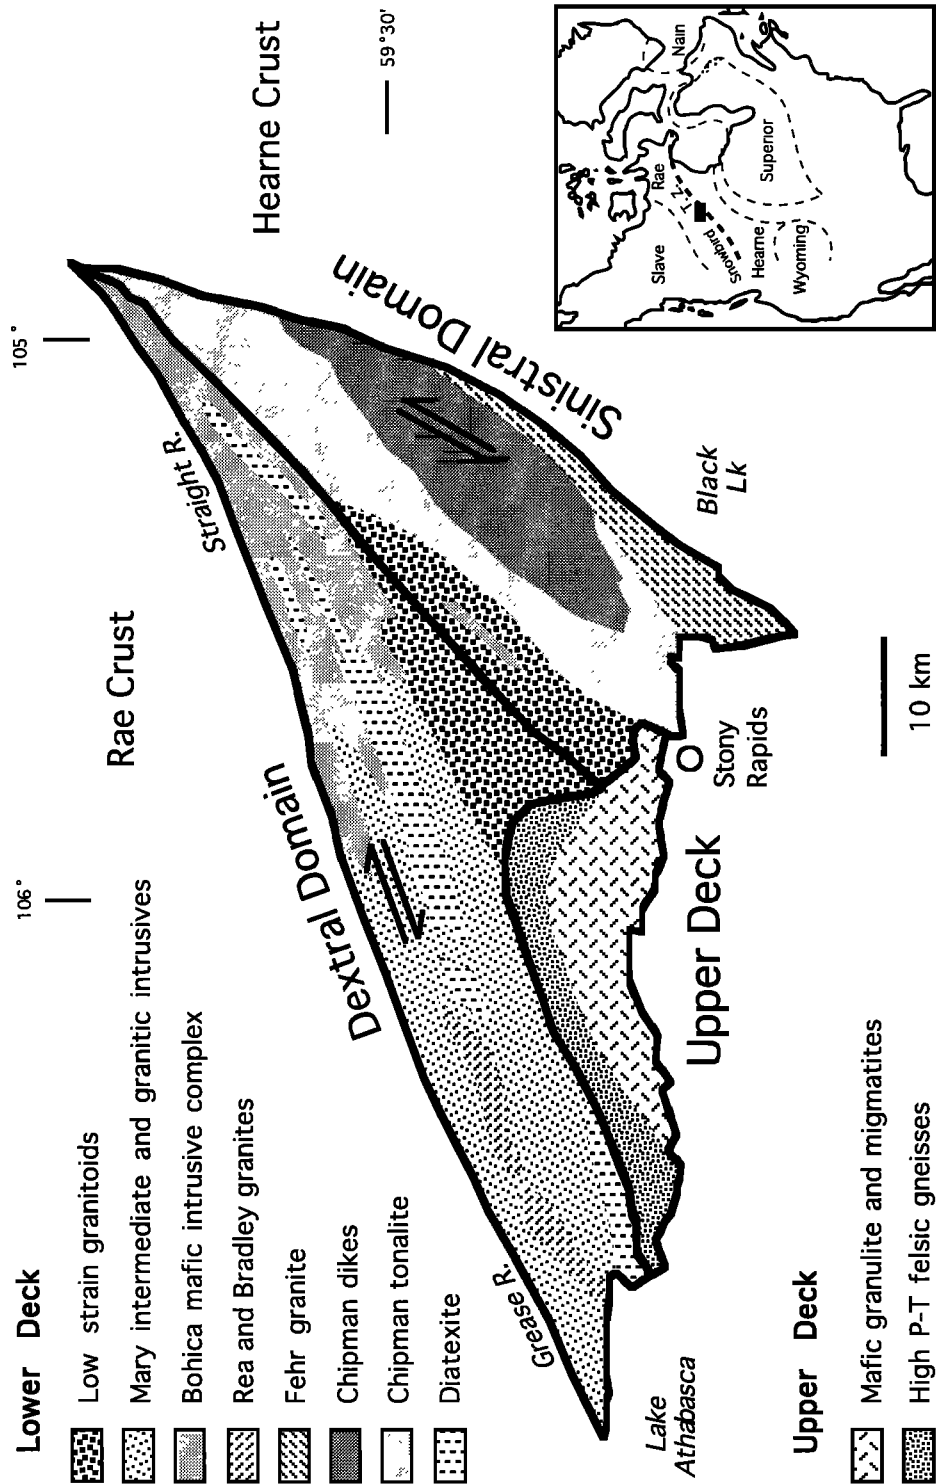 Lower Deck
Low strain granitoids
Mary intermediate and granitic intrusives
Bohica mafic intrusive complex
Rea and Bradley granites
Fehr granite
Chipman dikes
Chipman tonalite
Diatexite
Upper Deck
Mafic granulite and migmatites
High P-T felsic gneisses
106°
105°
59°30'
Rae Crust
Hearne Crust
Straight R.
Dextral Domain
Sinistral Domain
Grease R.
Lake
Athabasca
Upper Deck
Stony
Rapids
Black
Lk
10 km
Slave
Rae
Nain
Snowbird T.Z.
Hearne
Superior
Wyoming